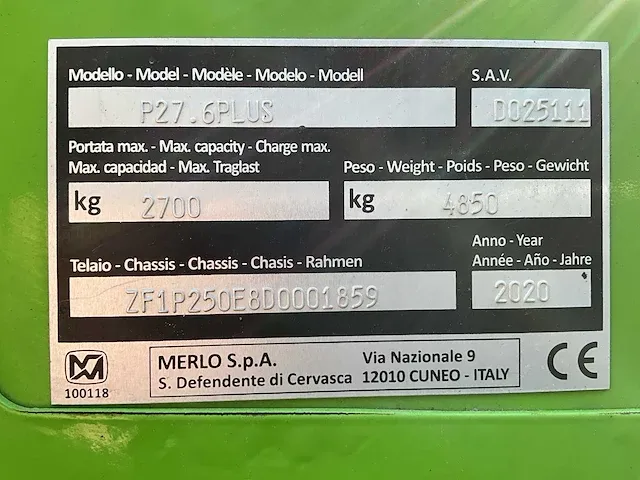 Modello - Model - Modèle - Modelo - Modell
S.A.V.
P27.6PLUS
D025111
Portata max. - Max. capacity - Charge max.
Max. capacidad - Max. Traglast
Peso - Weight - Poids - Peso - Gewicht
kg 2700
kg 4850
Anno - Year
Telaio - Chassis - Chassis - Chasis - Rahmen
Année - Año - Jahre
ZF1P250E8D0001859
2020
MERLO S.p.A.
Via Nazionale 9
S. Defendente di Cervasca
12010 CUNEO - ITALY
100118
CE